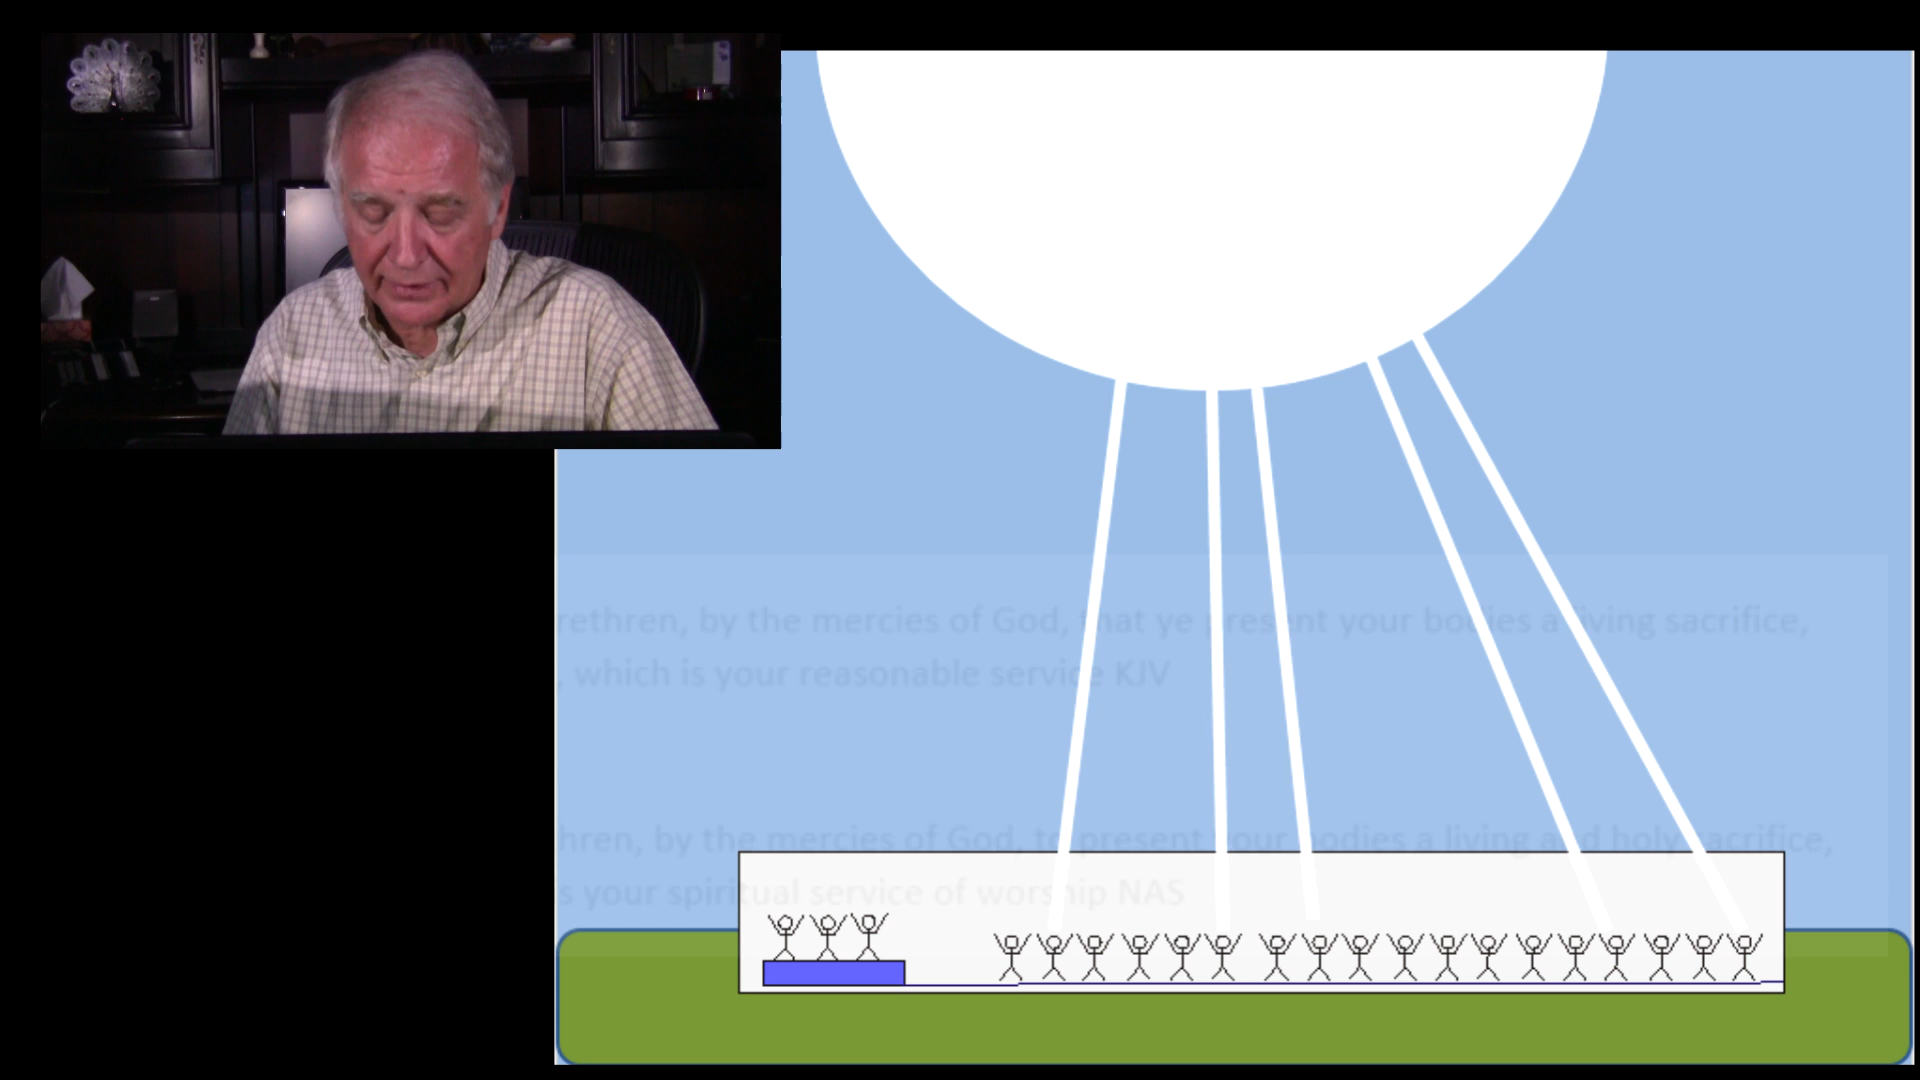 rethren, by the mercies of God, that ye present your bodies a living sacrifice,
, which is your reasonable service KJV
hren, by the mercies of God, to present your bodies a living and holy sacrifice,
s your spiritual service of worship NAS